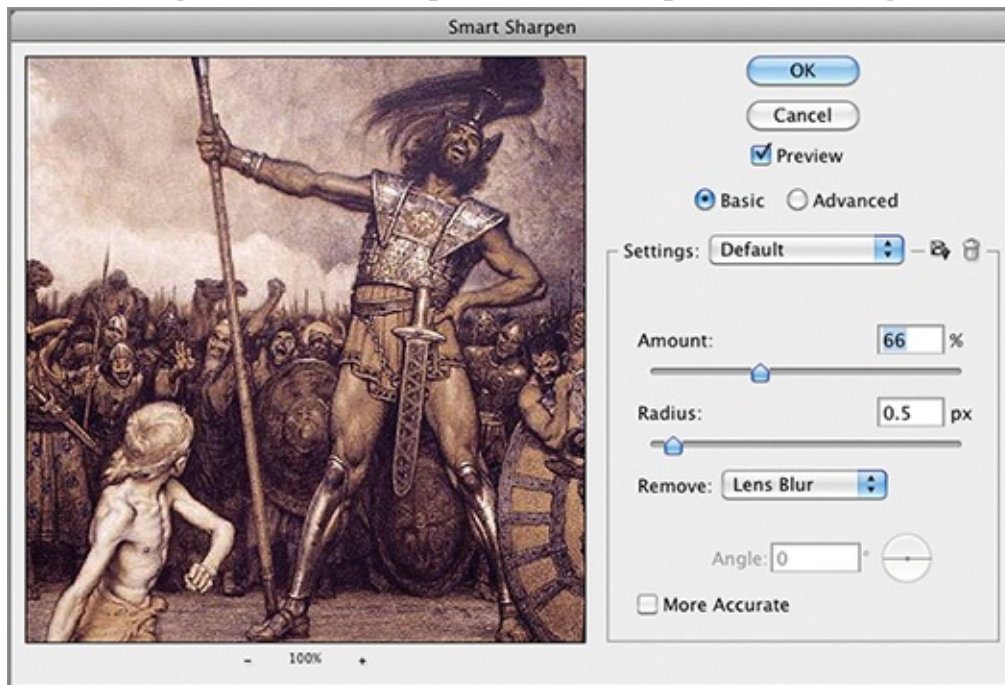 Smart Sharpen
OK
Cancel
Preview
Basic Advanced
Settings: Default
Amount: 66 %
Radius: 0.5 px
Remove: Lens Blur
Angle: 0 °
More Accurate
- 100% +